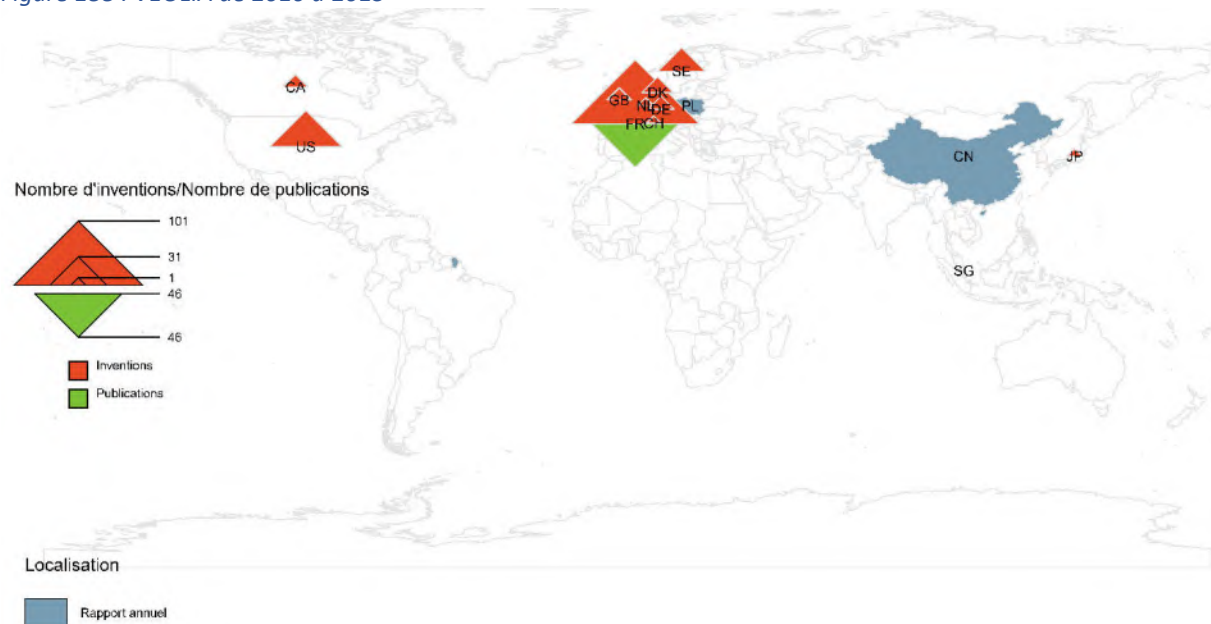 CA
US
SE
GB
DK
NL
DE
PL
FR
CH
CN
JP
SG
Nombre d'inventions/Nombre de publications
101
31
1
46
46
Inventions
Publications
Localisation
Rapport annuel